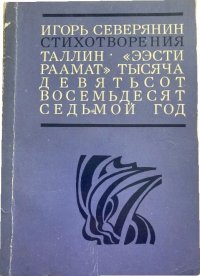 ИГОРЬ СЕВЕРЯНИН
СТИХОТВОРЕНИЯ
ТАЛЛИН · «ЭЭСТИ
РААМАТ» ТЫСЯЧА
ДЕВЯТЬСОТ
ВОСЕМЬДЕСЯТ
СЕДЬМОЙ ГОД